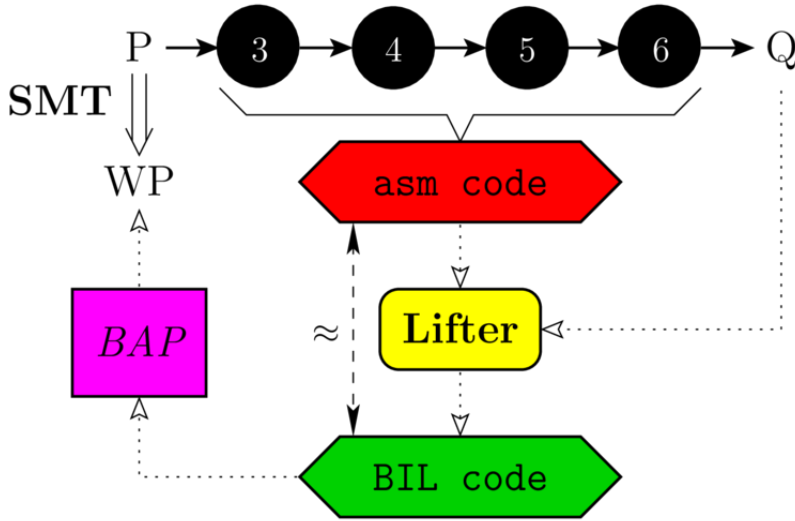 P 3 4 5 6 Q
SMT
WP
asm code
≈
BAP
Lifter
BIL code